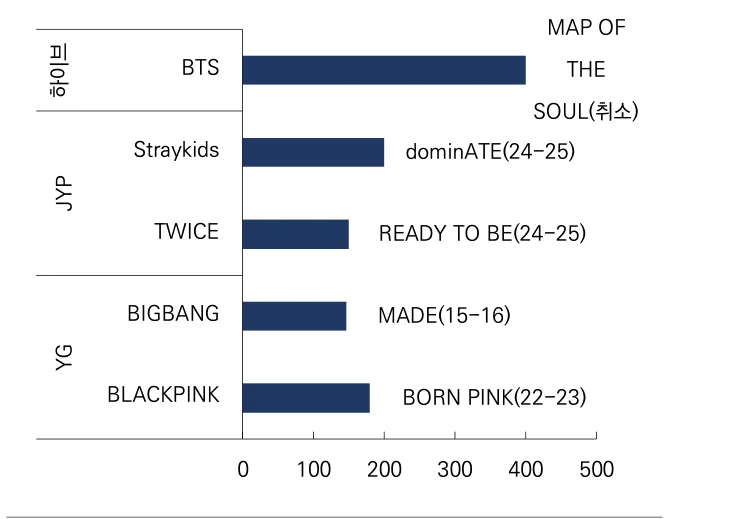 MAP OF
THE
SOUL(취소)
하이브
BTS
JYP
Straykids
dominATE(24-25)
TWICE
READY TO BE(24-25)
YG
BIGBANG
MADE(15-16)
BLACKPINK
BORN PINK(22-23)
0 100 200 300 400 500